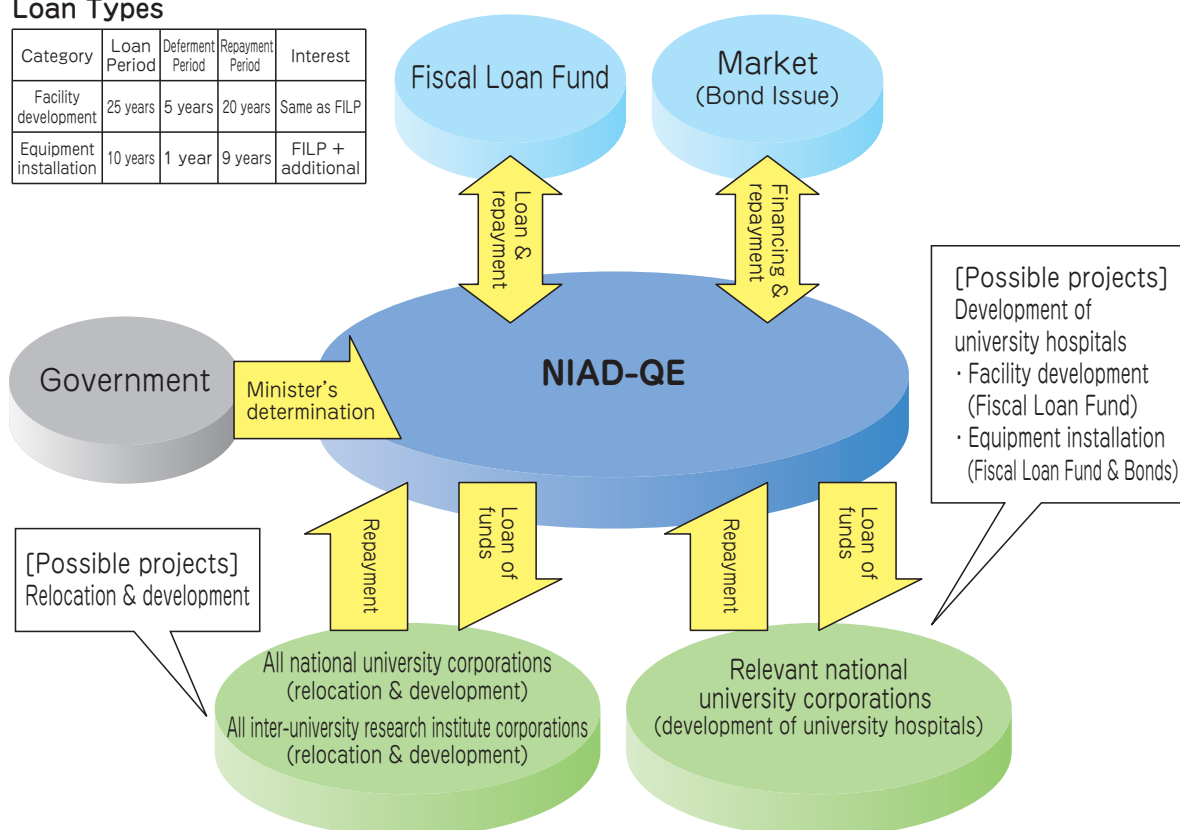 Loan Types
Category Loan Period Deferment Period Repayment Period Interest
Facility development 25 years 5 years 20 years Same as FILP
Equipment installation 10 years 1 year 9 years FILP + additional
Fiscal Loan Fund
Market
(Bond Issue)
Loan &
repayment
Financing &
repayment
Government
Minister's
determination
NIAD-QE
[Possible projects]
Development of
university hospitals
・Facility development
(Fiscal Loan Fund)
・Equipment installation
(Fiscal Loan Fund & Bonds)
Repayment
Loan of
funds
Repayment
Loan of
funds
[Possible projects]
Relocation & development
All national university corporations
(relocation & development)
All inter-university research institute corporations
(relocation & development)
Relevant national
university corporations
(development of university hospitals)